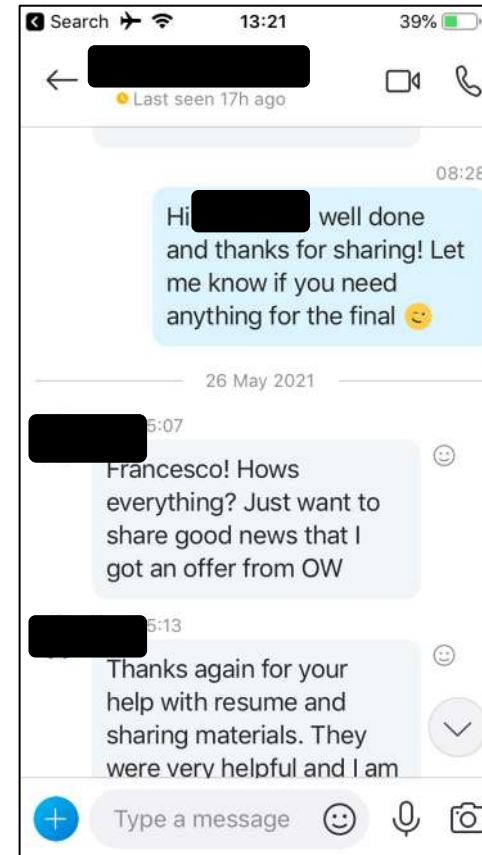 Search 13:21 39%
Last seen 17h ago
08:28
Hi well done
and thanks for sharing! Let
me know if you need
anything for the final
26 May 2021
5:07
Francesco! Hows
everything? Just want to
share good news that I
got an offer from OW
5:13
Thanks again for your
help with resume and
sharing materials. They
were very helpful and I am
Type a message